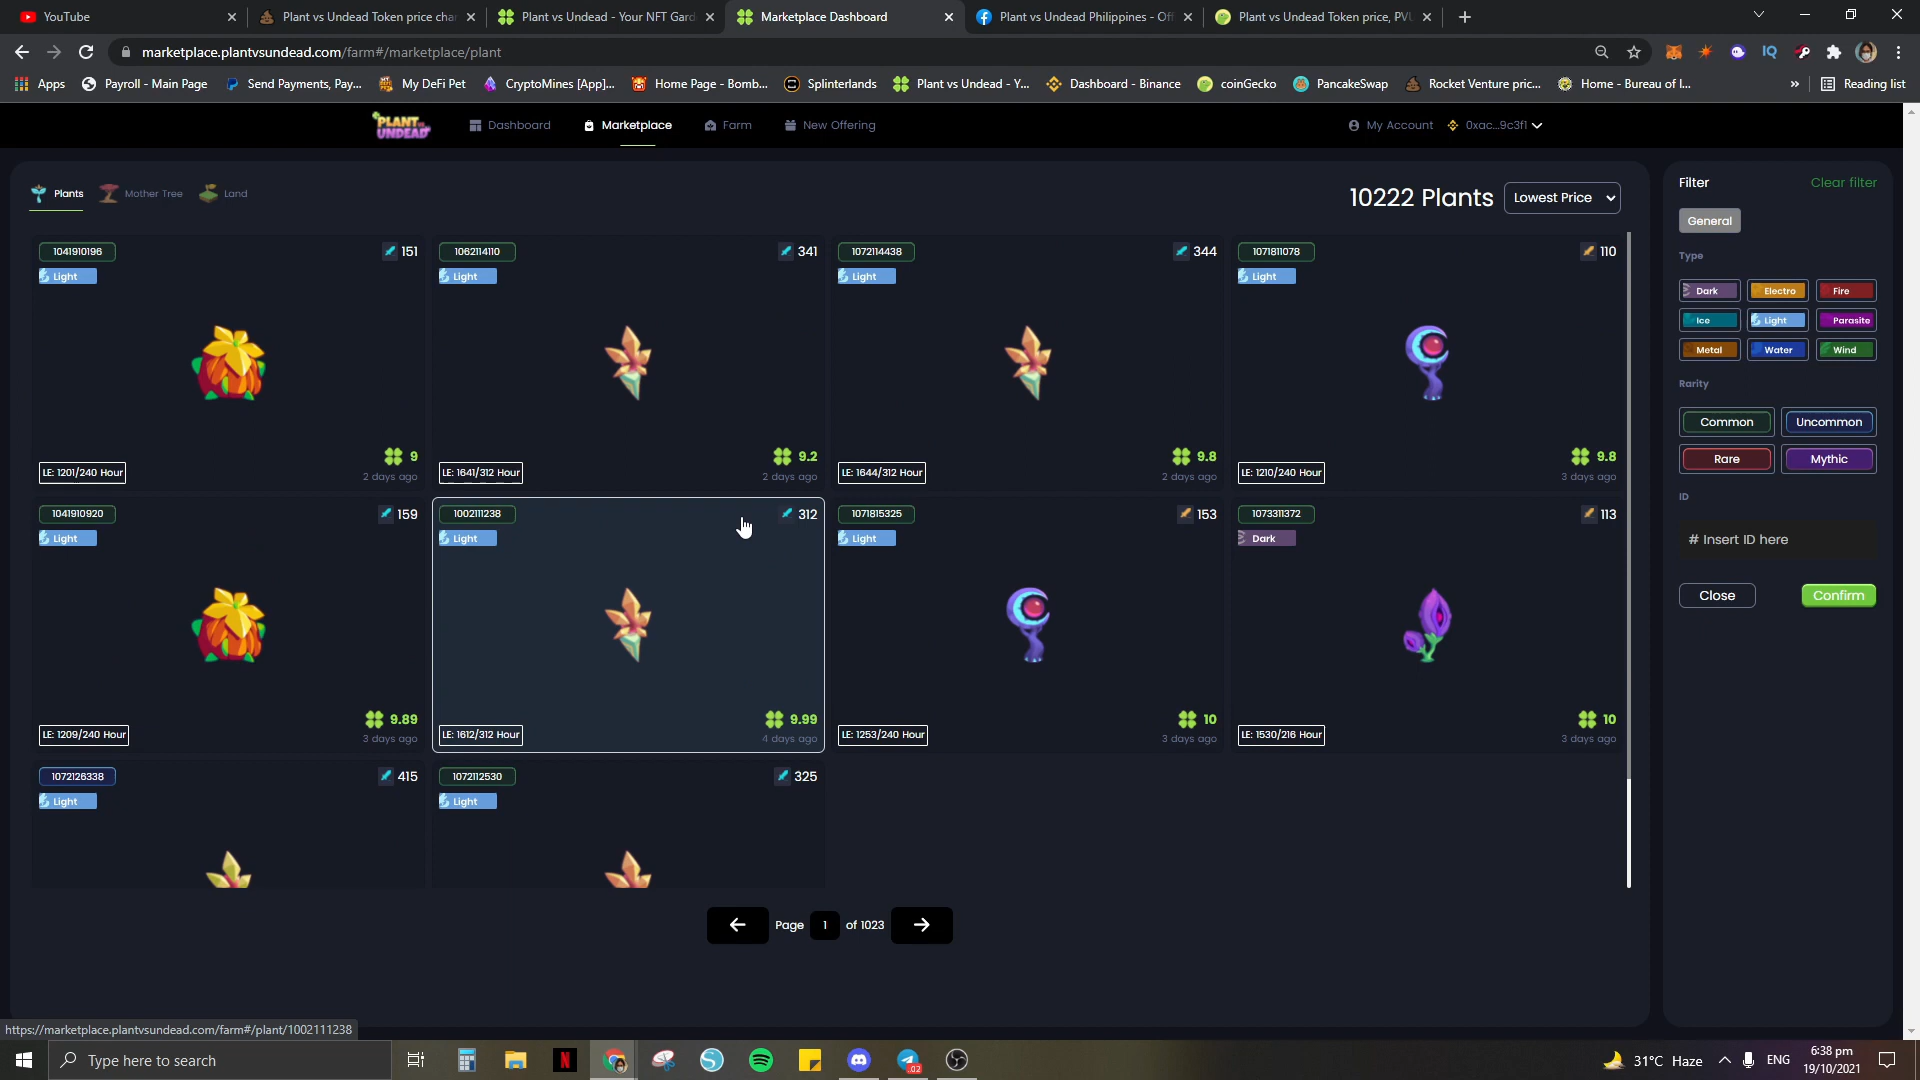 YouTube
Plant vs Undead Token price cha
Plant vs Undead - Your NFT Gard
Marketplace Dashboard
Plant vs Undead Philippines - Off
Plant vs Undead Token price, PVU
marketplace.plantvsundead.com/farm#/marketplace/plant
Apps
Payroll - Main Page
Send Payments, Pay...
My DeFi Pet
CryptoMines [App]...
Home Page - Bomb...
Splinterlands
Plant vs Undead - Y...
Dashboard - Binance
coinGecko
PancakeSwap
Rocket Venture pric...
Home - Bureau of I...
»
Reading list
PLANT VS UNDEAD
Dashboard
Marketplace
Farm
New Offering
My Account
0xac...9c3f1
Plants
Mother Tree
Land
10222 Plants
Lowest Price
1041910196
151
Light
LE: 1201/240 Hour
9
2 days ago
1062114110
341
Light
LE: 1641/312 Hour
9.2
2 days ago
1072114438
344
Light
LE: 1644/312 Hour
9.8
2 days ago
1071811078
110
Light
LE: 1210/240 Hour
9.8
3 days ago
1041910920
159
Light
LE: 1209/240 Hour
9.89
3 days ago
1002111238
312
Light
LE: 1612/312 Hour
9.99
4 days ago
1071815325
153
Light
LE: 1253/240 Hour
10
3 days ago
1073311372
113
Dark
LE: 1530/216 Hour
10
3 days ago
1072126338
415
Light
1072112530
325
Light
Page 1 of 1023
Filter
Clear filter
General
Type
Dark
Electro
Fire
Ice
Light
Parasite
Metal
Water
Wind
Rarity
Common
Uncommon
Rare
Mythic
ID
# Insert ID here
Close
Confirm
https://marketplace.plantvsundead.com/farm#/plant/1002111238
Type here to search
31°C Haze
ENG
6:38 pm
19/10/2021